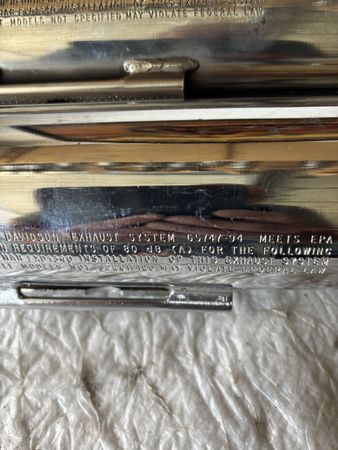 INSTALLATION
MODELS NOT SPECIFIED MAY VIOLATE FEDERAL LAW
DAVIDSON EXHAUST SYSTEM 65747-94 MEETS EPA
REQUIREMENTS OF 80 dB (A) FOR THE FOLLOWING
INSTALLATION OF THIS EXHAUST SYSTEM
MODELS NOT SPECIFIED MAY VIOLATE FEDERAL LAW